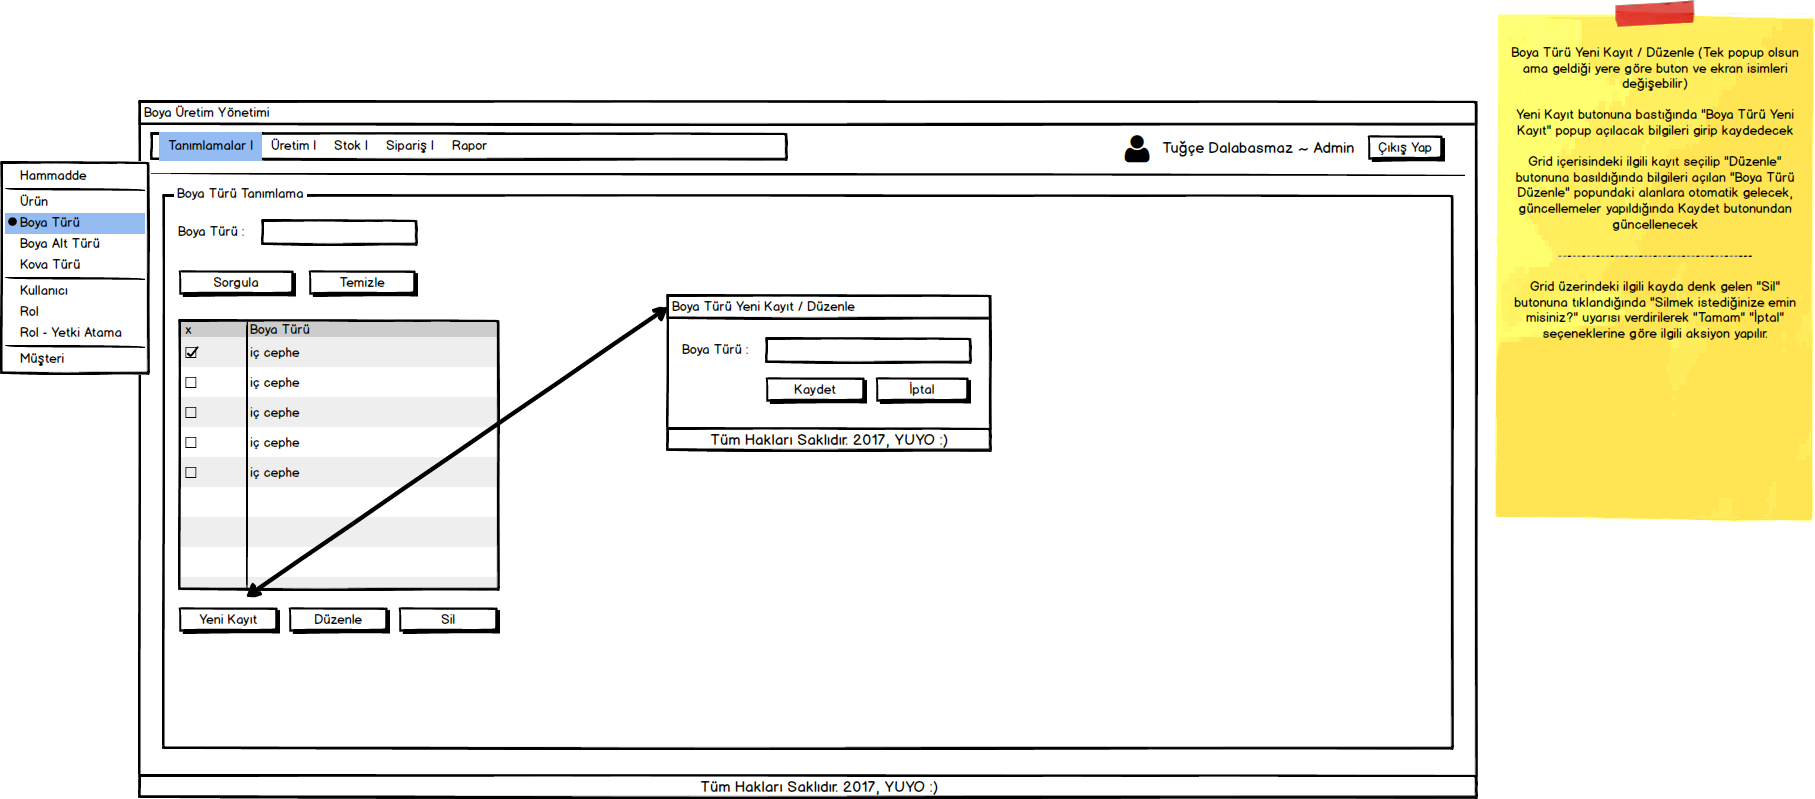 Boya Üretim Yönetimi
Tanımlamalar | Üretim | Stok | Sipariş | Rapor
Tuğçe Dalabasmaz ~ Admin
Çıkış Yap
Hammadde
Ürün
Boya Türü
Boya Alt Türü
Kova Türü
Kullanıcı
Rol
Rol - Yetki Atama
Müşteri
Boya Türü Tanımlama
Boya Türü :
Sorgula
Temizle
x Boya Türü
iç cephe
iç cephe
iç cephe
iç cephe
iç cephe
Yeni Kayıt
Düzenle
Sil
Boya Türü Yeni Kayıt / Düzenle
Boya Türü :
Kaydet
İptal
Tüm Hakları Saklıdır. 2017, YUYO :)
Tüm Hakları Saklıdır. 2017, YUYO :)
Boya Türü Yeni Kayıt / Düzenle (Tek popup olsun
ama geldiği yere göre buton ve ekran isimleri
değişebilir)
Yeni Kayıt butonuna bastığında "Boya Türü Yeni
Kayıt" popup açılacak bilgileri girip kaydedecek
Grid içerisindeki ilgili kayıt seçilip "Düzenle"
butonuna basıldığında bilgileri açılan "Boya Türü
Düzenle" popundaki alanlara otomatik gelecek,
güncellemeler yapıldığında Kaydet butonundan
güncellenecek
--------------------------------------------
Grid üzerindeki ilgili kayda denk gelen "Sil"
butonuna tıklandığında "Silmek istediğinize emin
misiniz?" uyarısı verdirilerek "Tamam" "İptal"
seçeneklerine göre ilgili aksiyon yapılır.